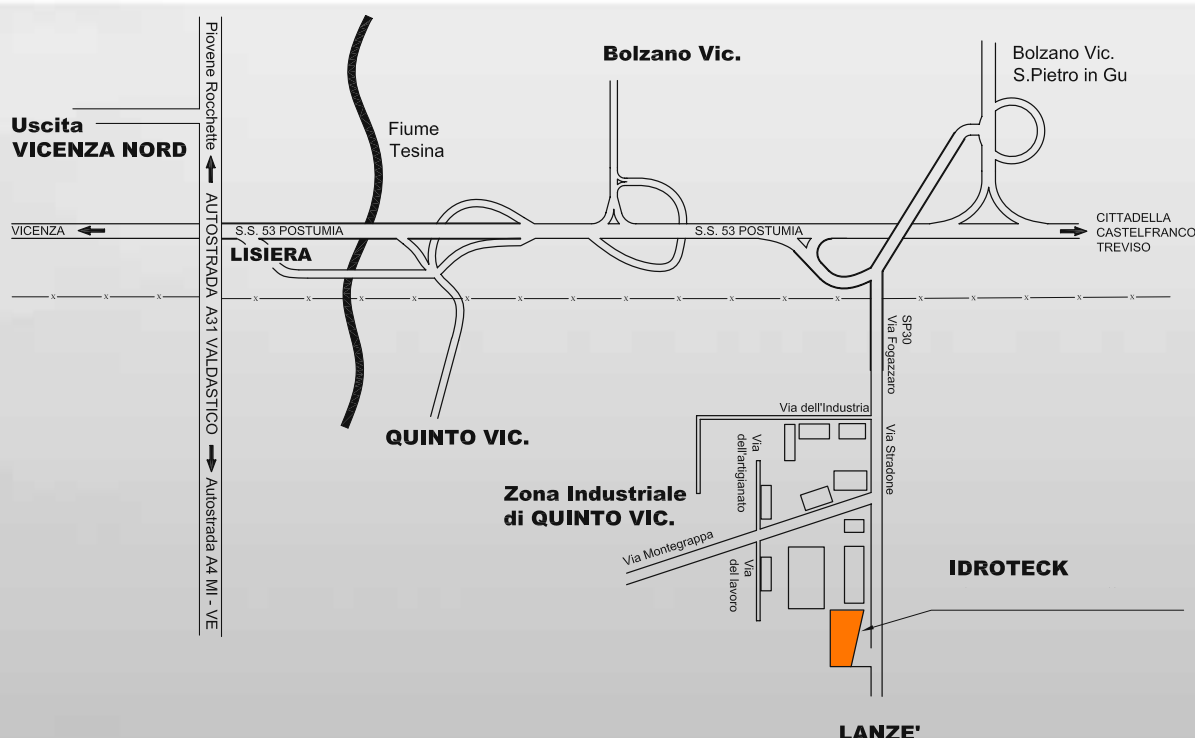 Bolzano Vic.
Bolzano Vic.
S.Pietro in Gu
Piovene Rocchette
Uscita
VICENZA NORD
Fiume
Tesina
VICENZA
AUTOSTRADA A31 VALDASTICO
S.S. 53 POSTUMIA
S.S. 53 POSTUMIA
CITTADELLA
CASTELFRANCO
TREVISO
LISIERA
x x x x x x x x x x x x x x x x x x x x x
SP30
Via Fogazzaro
Via dell'Industria
QUINTO VIC.
Via
dell'artigianato
Via Stradone
Zona Industriale
di QUINTO VIC.
Autostrada A4 MI - VE
Via Montegrappa
Via
del lavoro
IDROTECK
LANZE'